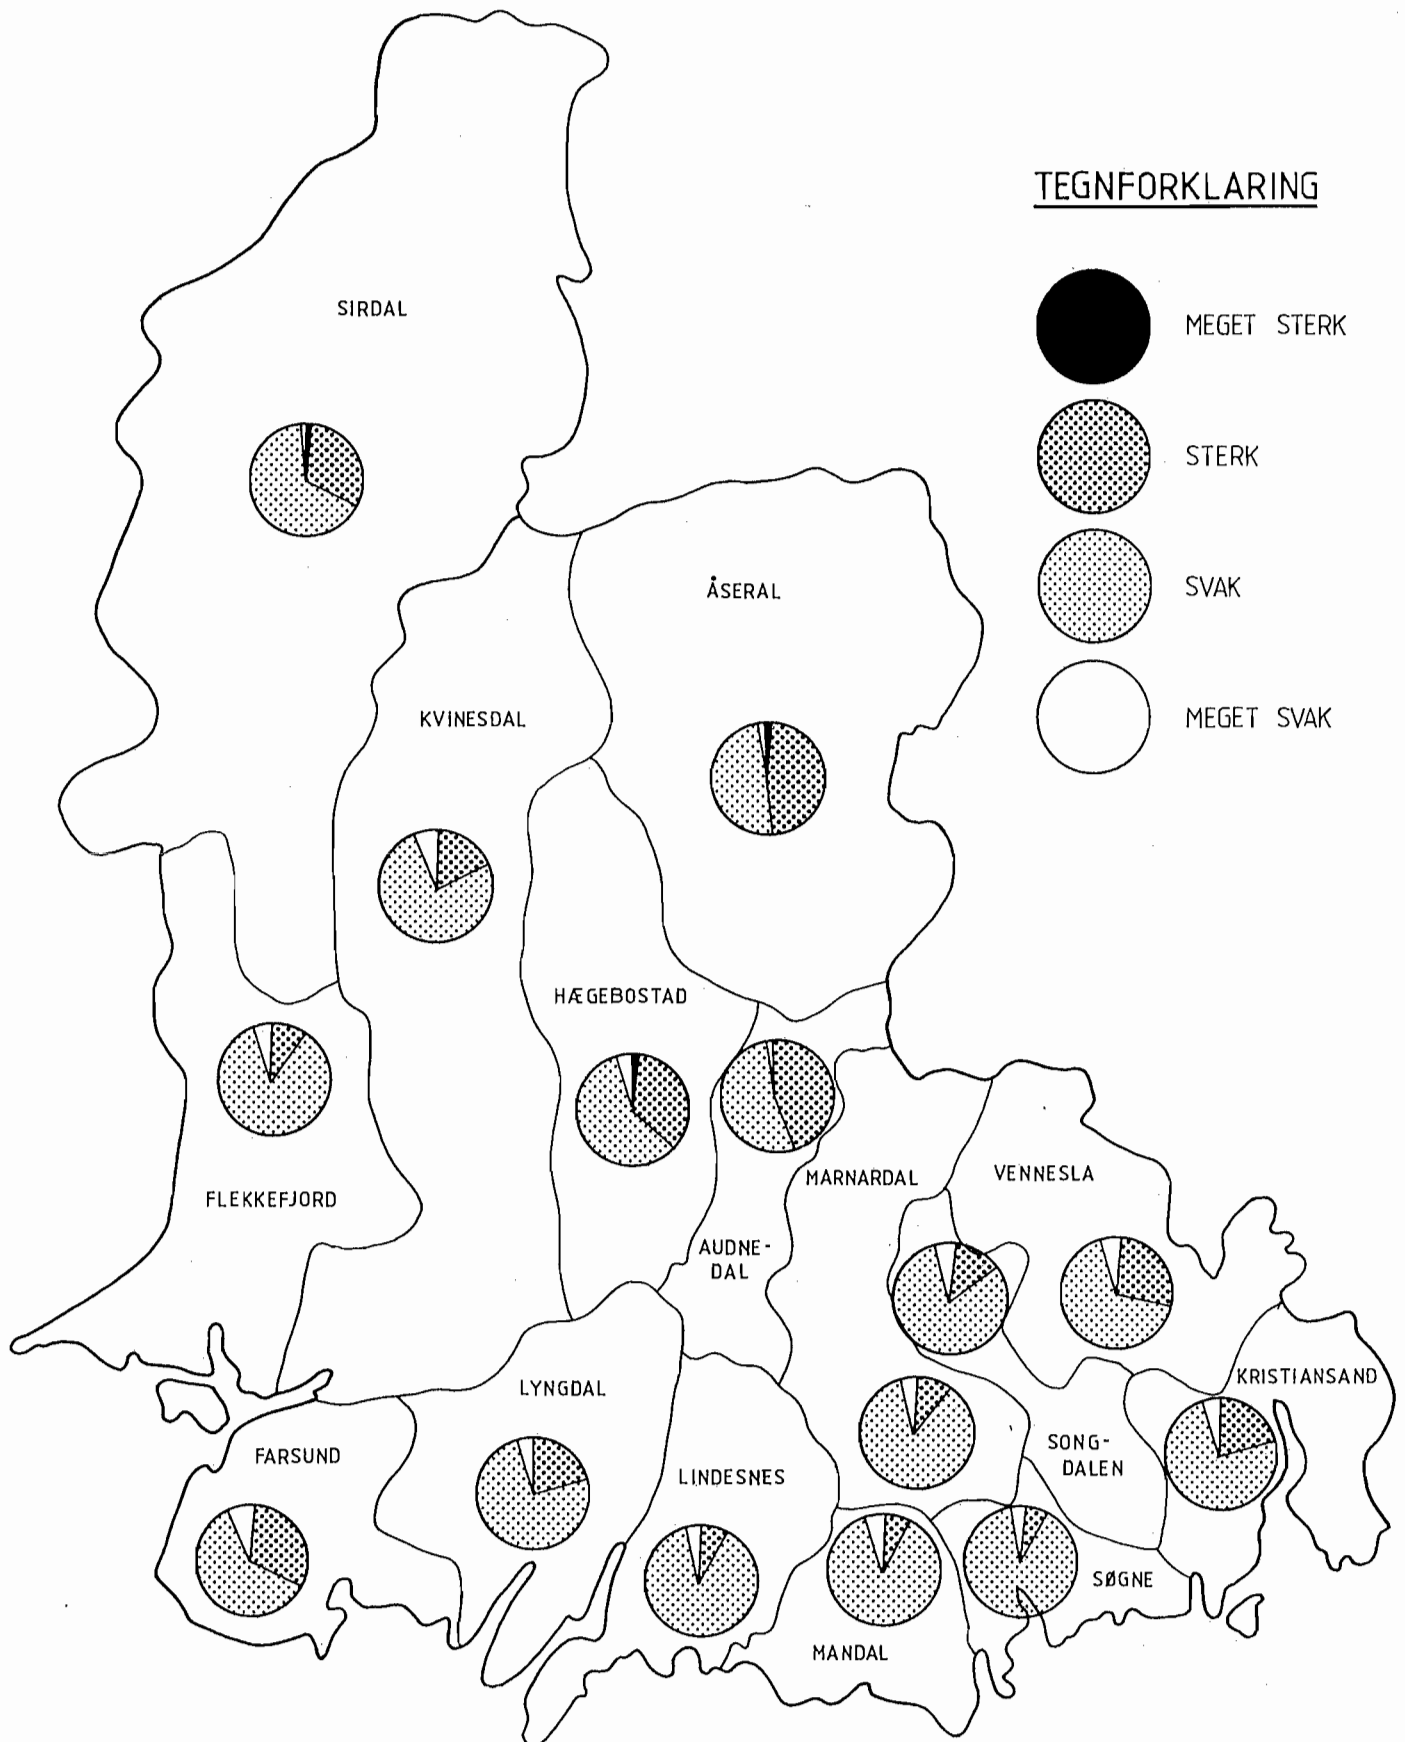 TEGNFORKLARING
MEGET STERK
STERK
SVAK
MEGET SVAK
SIRDAL
ÅSERAL
KVINESDAL
HÆGEBOSTAD
FLEKKEFJORD
MARNARDAL
VENNESLA
AUDNE-
DAL
KRISTIANSAND
LYNGDAL
FARSUND
SONG-
DALEN
LINDESNES
SØGNE
MANDAL